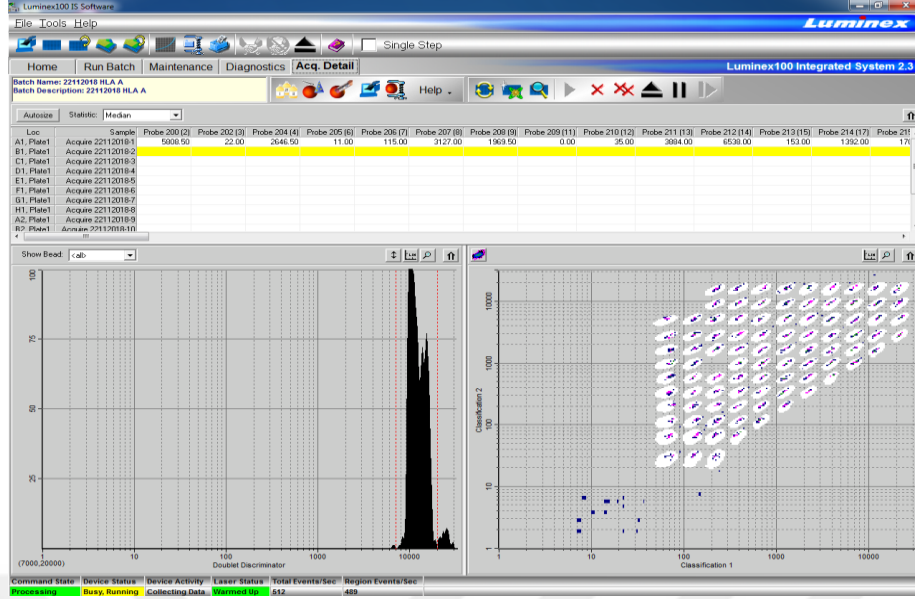 Luminex100 IS Software
File Tools Help
Luminex
Single Step
Home Run Batch Maintenance Diagnostics Acq. Detail Luminex100 Integrated System 2.3
Batch Name: 22112018 HLA A
Batch Description: 22112018 HLA A
Help
Autosize Statistic: Median
Loc Sample Probe 200 (2) Probe 202 (3) Probe 204 (4) Probe 205 (6) Probe 206 (7) Probe 207 (8) Probe 208 (9) Probe 209 (11) Probe 210 (12) Probe 211 (13) Probe 212 (14) Probe 213 (15) Probe 214 (17) Probe 215
A1, Plate1 Acquire 22112018-1 5808.50 22.00 2646.50 11.00 115.00 3127.00 1969.50 0.00 35.00 3884.00 6538.00 153.00 1392.00 170
B1, Plate1 Acquire 22112018-2
C1, Plate1 Acquire 22112018-3
D1, Plate1 Acquire 22112018-4
E1, Plate1 Acquire 22112018-5
F1, Plate1 Acquire 22112018-6
G1, Plate1 Acquire 22112018-7
H1, Plate1 Acquire 22112018-8
A2, Plate1 Acquire 22112018-9
B2, Plate1 Acquire 22112018-10
Show Bead: <all>
100
75
50
25
1 10 100 1000 10000
(7000,20000) Doublet Discriminator
10000
1000
100
10
1
Classification 2
1 10 100 1000 10000
Classification 1
Command State Device Status Device Activity Laser Status Total Events/Sec Region Events/Sec
Processing Busy, Running Collecting Data Warmed Up 512 489